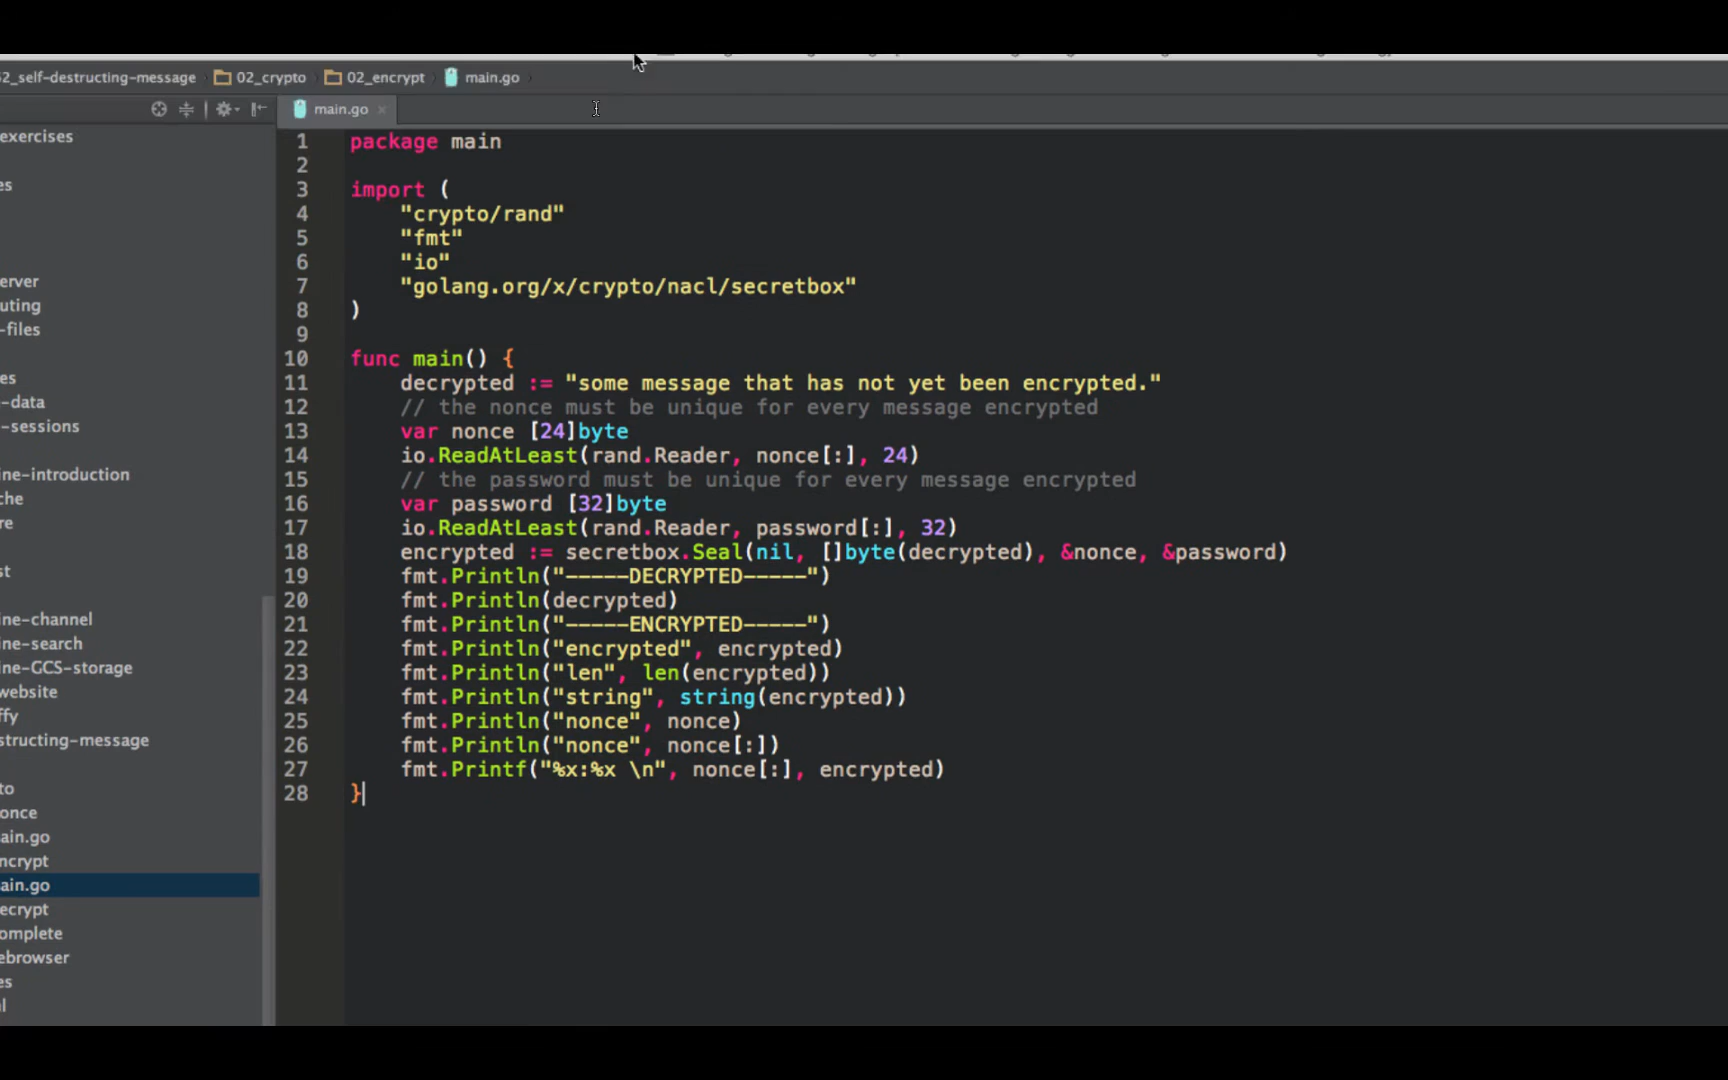 2_self-destructing-message 02_crypto 02_encrypt main.go
main.go
exercises
es
erver
uting
-files
es
-data
-sessions
ine-introduction
che
re
st
ine-channel
ine-search
ine-GCS-storage
website
ffy
structing-message
to
once
ain.go
ncrypt
ain.go
ecrypt
omplete
ebrowser
es
al
1 package main
2
3 import (
4 "crypto/rand"
5 "fmt"
6 "io"
7 "golang.org/x/crypto/nacl/secretbox"
8 )
9
10 func main() {
11 decrypted := "some message that has not yet been encrypted."
12 // the nonce must be unique for every message encrypted
13 var nonce [24]byte
14 io.ReadAtLeast(rand.Reader, nonce[:], 24)
15 // the password must be unique for every message encrypted
16 var password [32]byte
17 io.ReadAtLeast(rand.Reader, password[:], 32)
18 encrypted := secretbox.Seal(nil, []byte(decrypted), &nonce, &password)
19 fmt.Println("-----DECRYPTED-----")
20 fmt.Println(decrypted)
21 fmt.Println("-----ENCRYPTED-----")
22 fmt.Println("encrypted", encrypted)
23 fmt.Println("len", len(encrypted))
24 fmt.Println("string", string(encrypted))
25 fmt.Println("nonce", nonce)
26 fmt.Println("nonce", nonce[:])
27 fmt.Printf("%x:%x \n", nonce[:], encrypted)
28 }